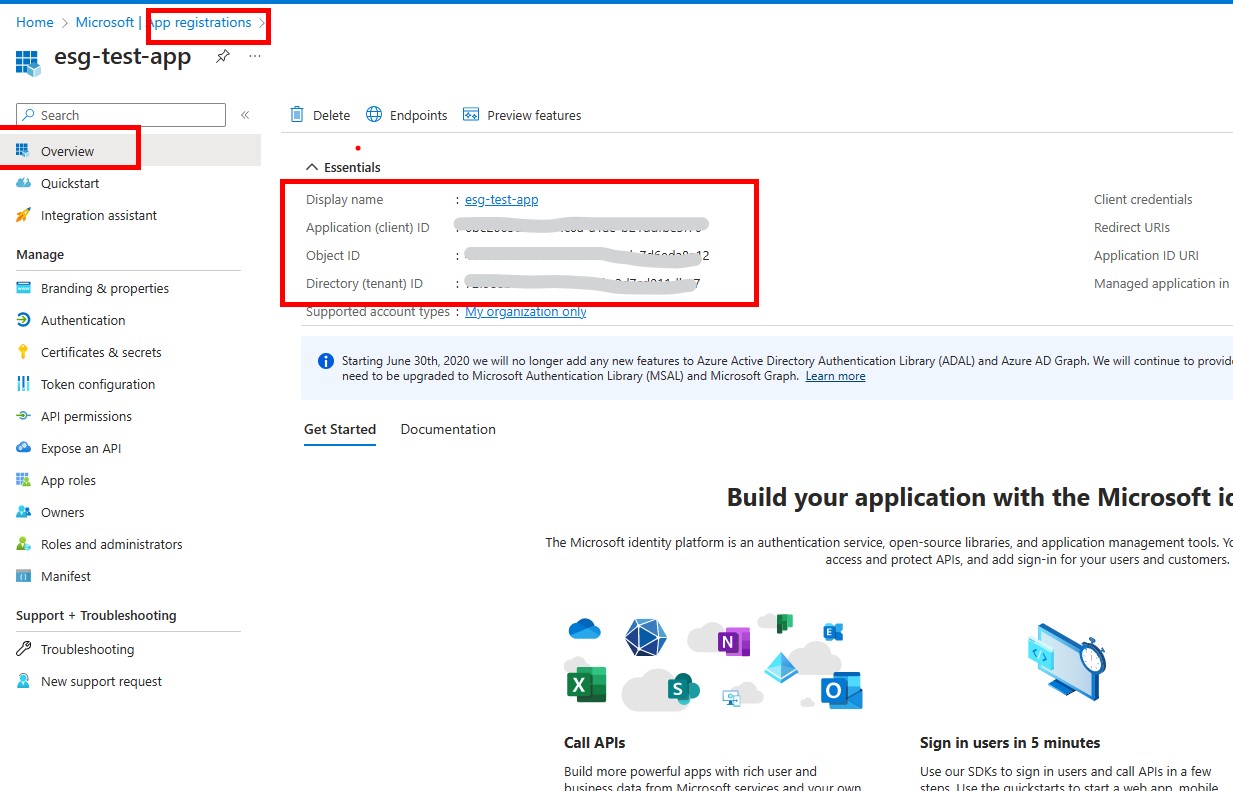 Home > Microsoft | App registrations >
esg-test-app
...
Search «
Delete Endpoints Preview features
Overview
Quickstart
Integration assistant
Manage
Branding & properties
Authentication
Certificates & secrets
Token configuration
API permissions
Expose an API
App roles
Owners
Roles and administrators
Manifest
Support + Troubleshooting
Troubleshooting
New support request
Essentials
Display name : esg-test-app
Application (client) ID :
Object ID :
Directory (tenant) ID :
Supported account types : My organization only
Client credentials
Redirect URIs
Application ID URI
Managed application in
Starting June 30th, 2020 we will no longer add any new features to Azure Active Directory Authentication Library (ADAL) and Azure AD Graph. We will continue to provide
need to be upgraded to Microsoft Authentication Library (MSAL) and Microsoft Graph. Learn more
Get Started Documentation
Build your application with the Microsoft
The Microsoft identity platform is an authentication service, open-source libraries, and application management tools.
access and protect APIs, and add sign-in for your users and customers.
N
E
X
S
O
Call APIs
Build more powerful apps with rich user and
business data from Microsoft services and your own
Sign in users in 5 minutes
Use our SDKs to sign in users and call APIs in a few
steps. Use the quickstarts to start a web app, mobile